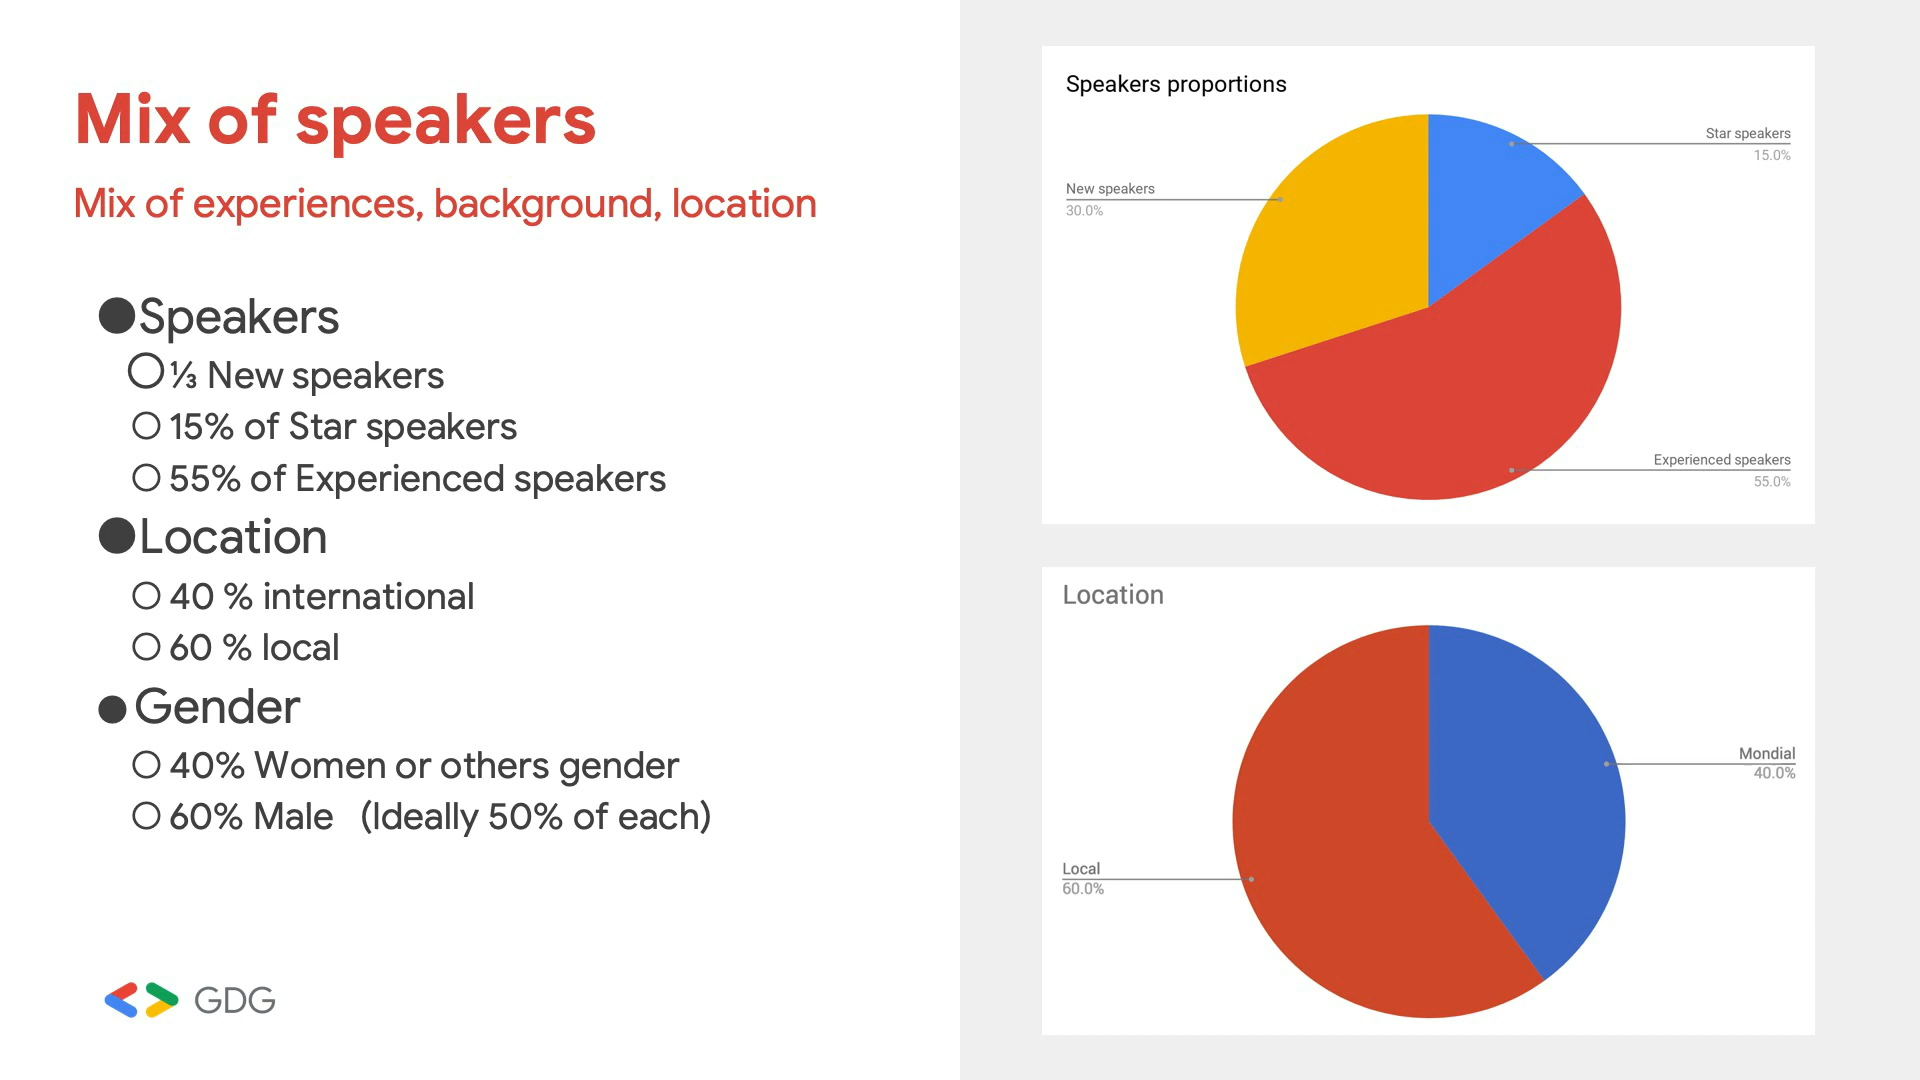 Mix of speakers
Mix of experiences, background, location
● Speakers
○ ⅓ New speakers
○ 15% of Star speakers
○ 55% of Experienced speakers
● Location
○ 40 % international
○ 60 % local
● Gender
○ 40% Women or others gender
○ 60% Male (Ideally 50% of each)
GDG
Speakers proportions
Star speakers
15.0%
New speakers
30.0%
Experienced speakers
55.0%
Location
Mondial
40.0%
Local
60.0%